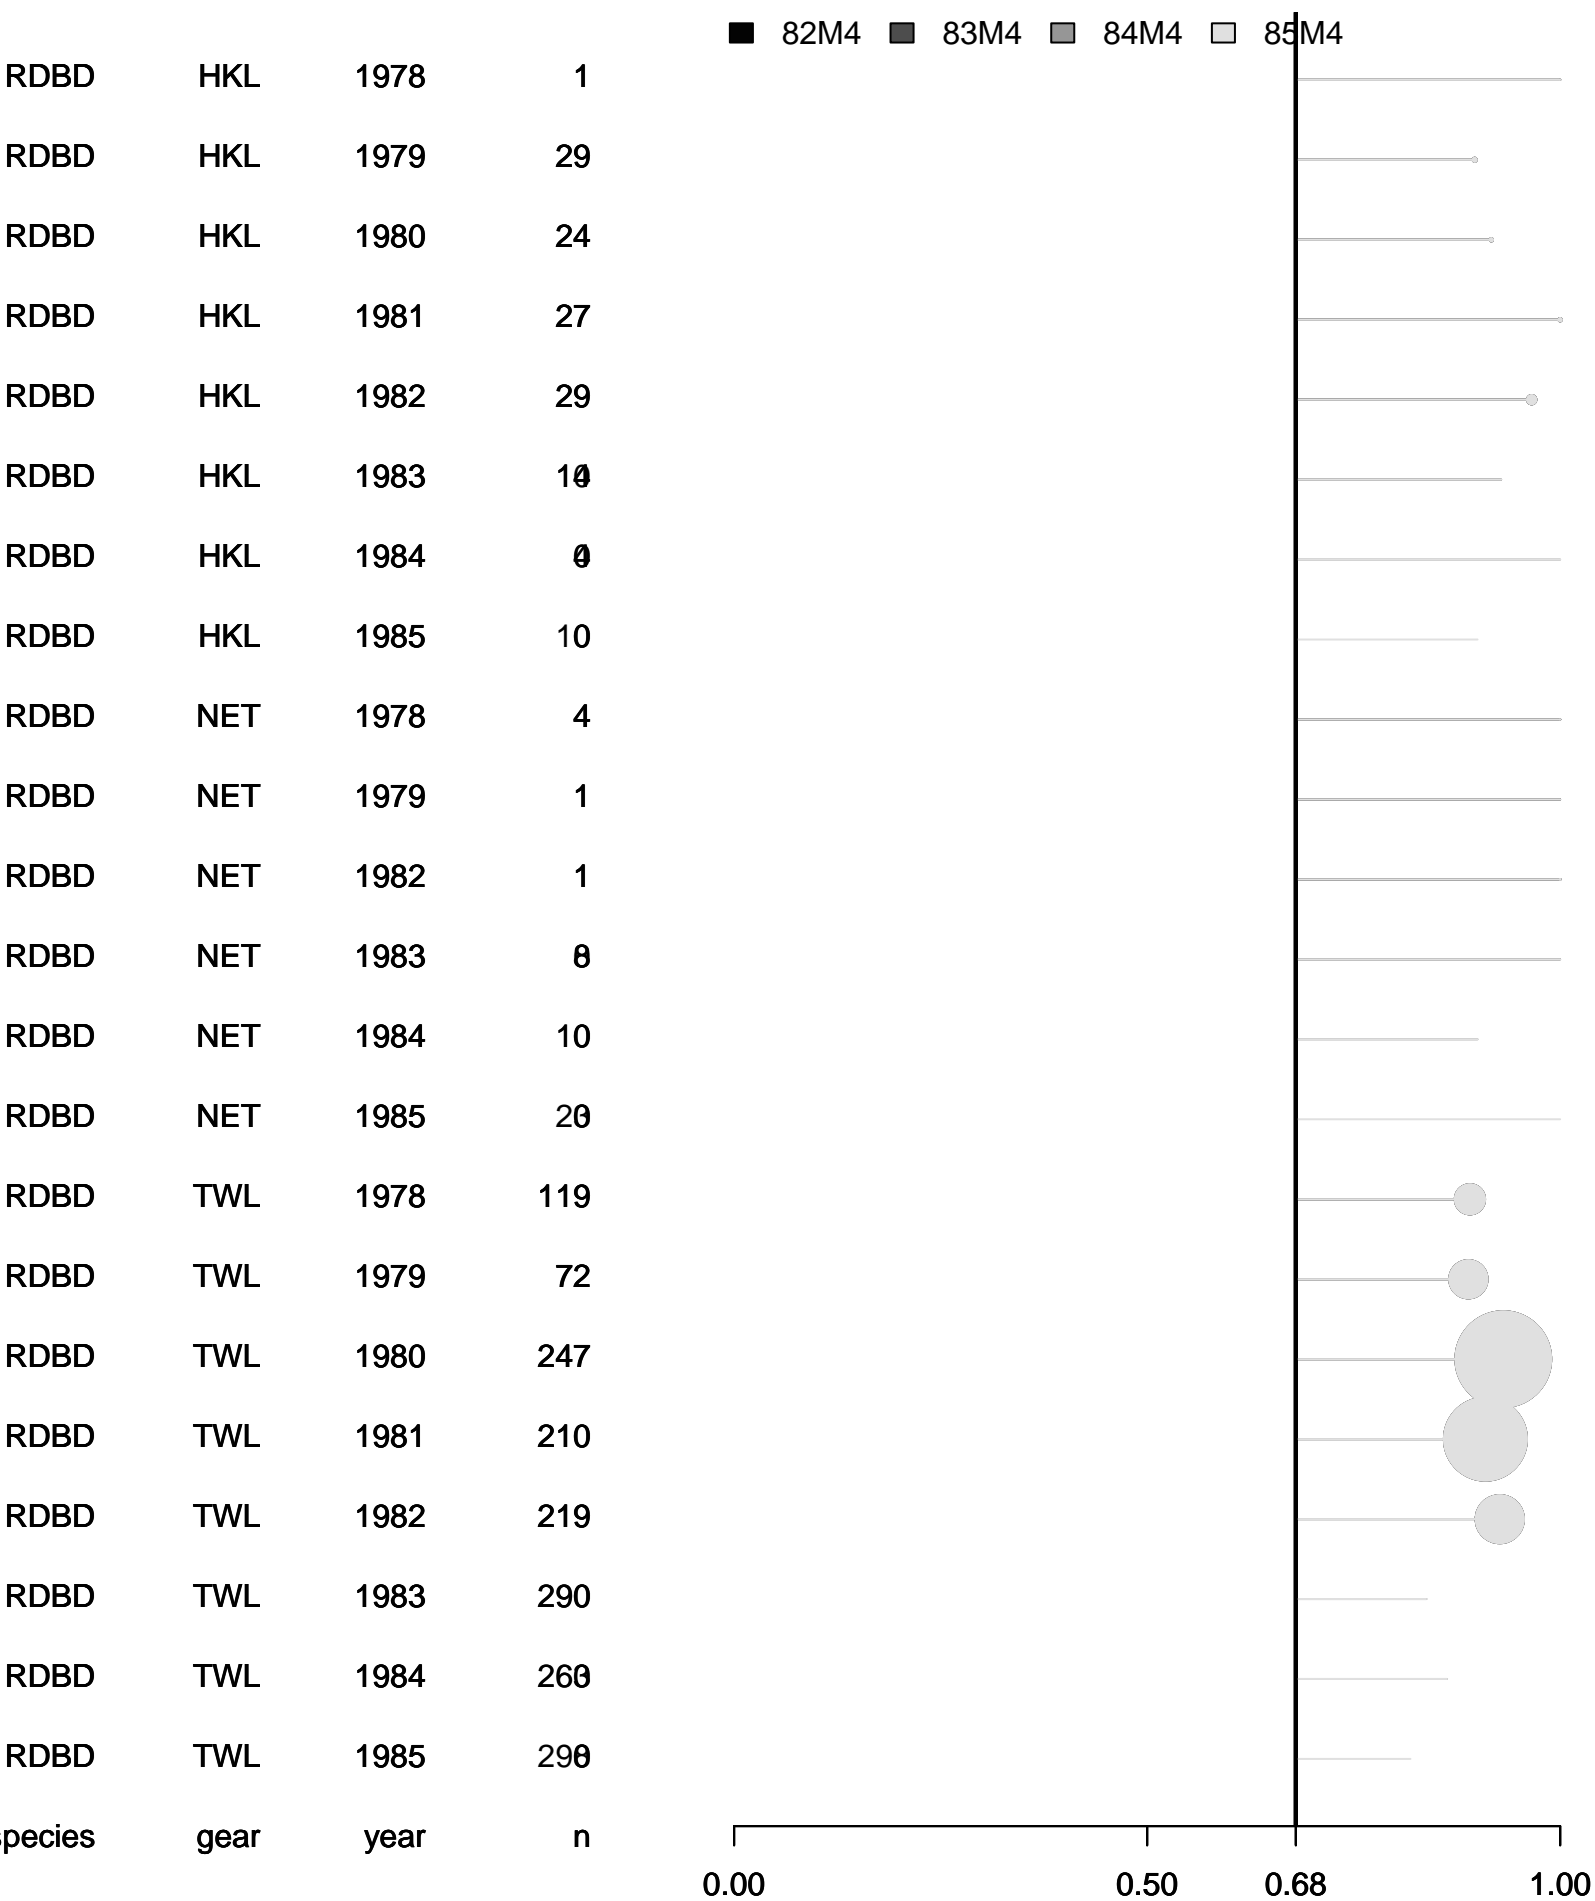 82M4 83M4 84M4 85M4
RDBD HKL 1978 1
RDBD HKL 1979 29
RDBD HKL 1980 24
RDBD HKL 1981 27
RDBD HKL 1982 29
RDBD HKL 1983
RDBD HKL 1984
RDBD HKL 1985 10
RDBD NET 1978 4
RDBD NET 1979 1
RDBD NET 1982 1
RDBD NET 1983
RDBD NET 1984 10
RDBD NET 1985
RDBD TWL 1978 119
RDBD TWL 1979 72
RDBD TWL 1980 247
RDBD TWL 1981 210
RDBD TWL 1982 219
RDBD TWL 1983 290
RDBD TWL 1984
RDBD TWL 1985
species gear year n
0.00 0.50 0.68 1.00